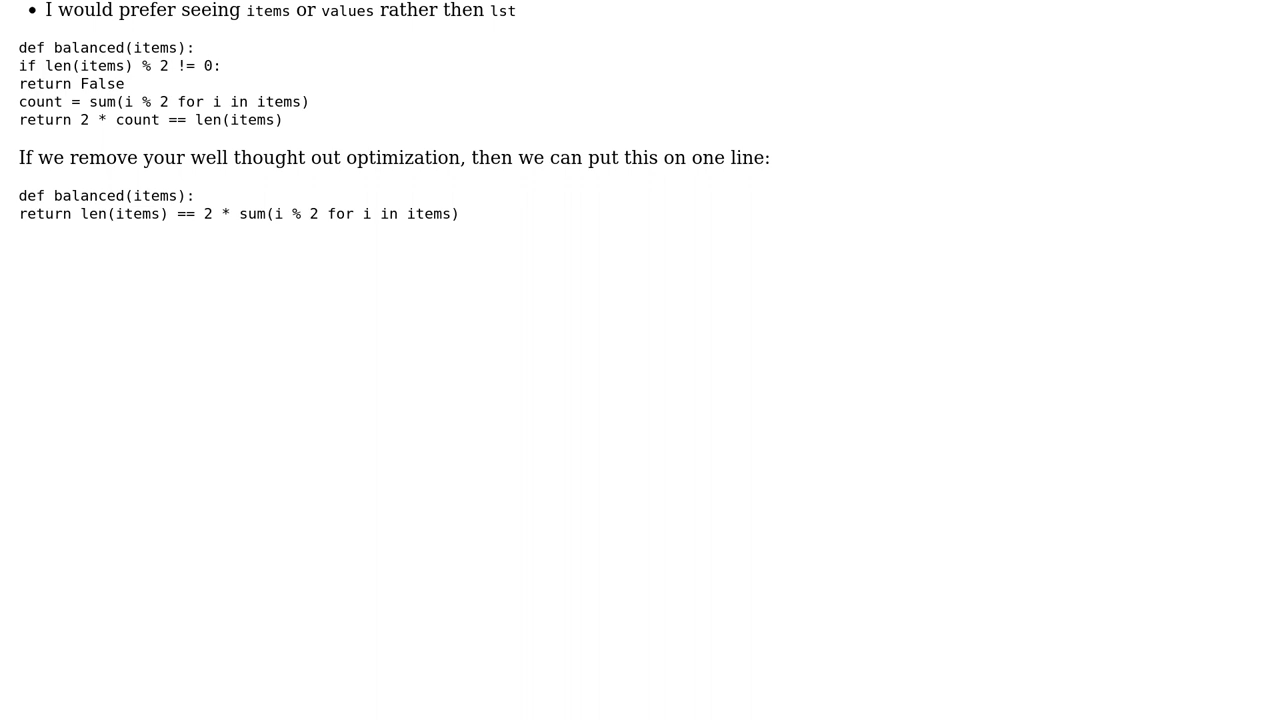 • I would prefer seeing items or values rather then lst
def balanced(items):
if len(items) % 2 != 0:
return False
count = sum(i % 2 for i in items)
return 2 * count == len(items)
If we remove your well thought out optimization, then we can put this on one line:
def balanced(items):
return len(items) == 2 * sum(i % 2 for i in items)